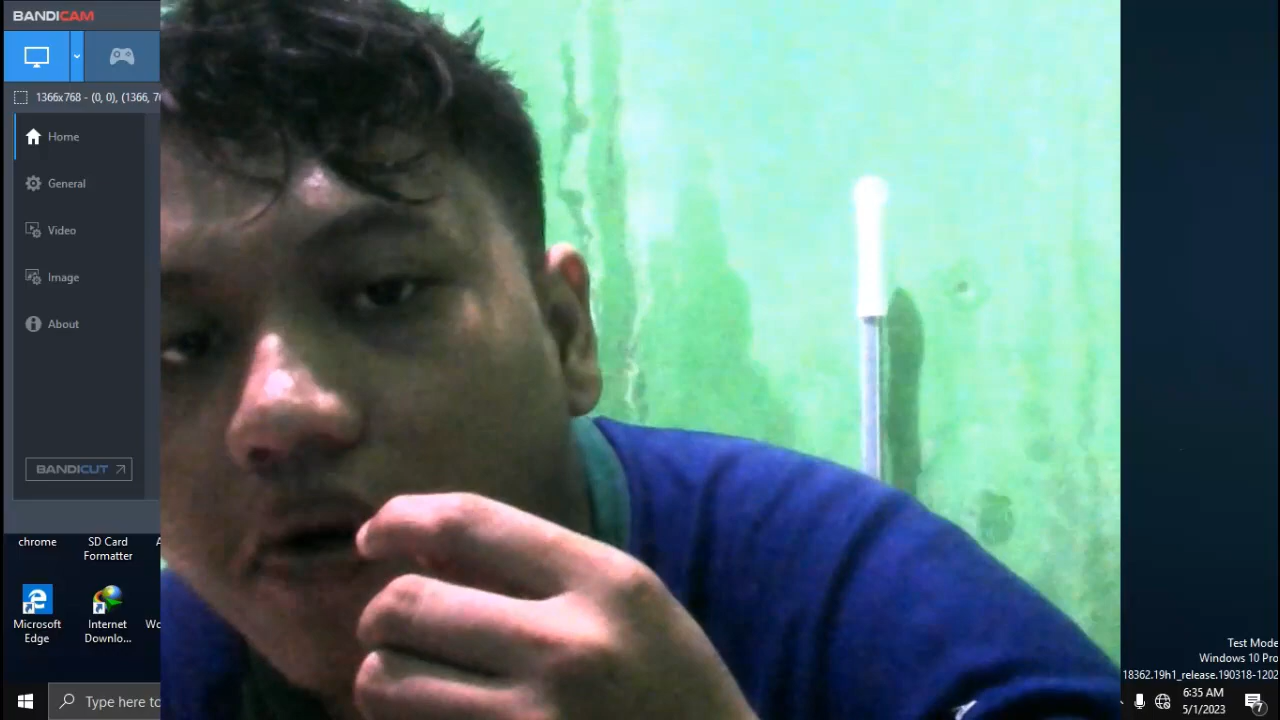 BANDICAM
1366x768 - (0, 0), (1366, 76
Home
General
Video
Image
About
BANDICUT
chrome
SD Card
Formatter
Microsoft
Edge
Internet
Downlo...
Test Mode
Windows 10 Pro
18362.19h1_release.190318-1202
Type here to
6:35 AM
5/1/2023
7